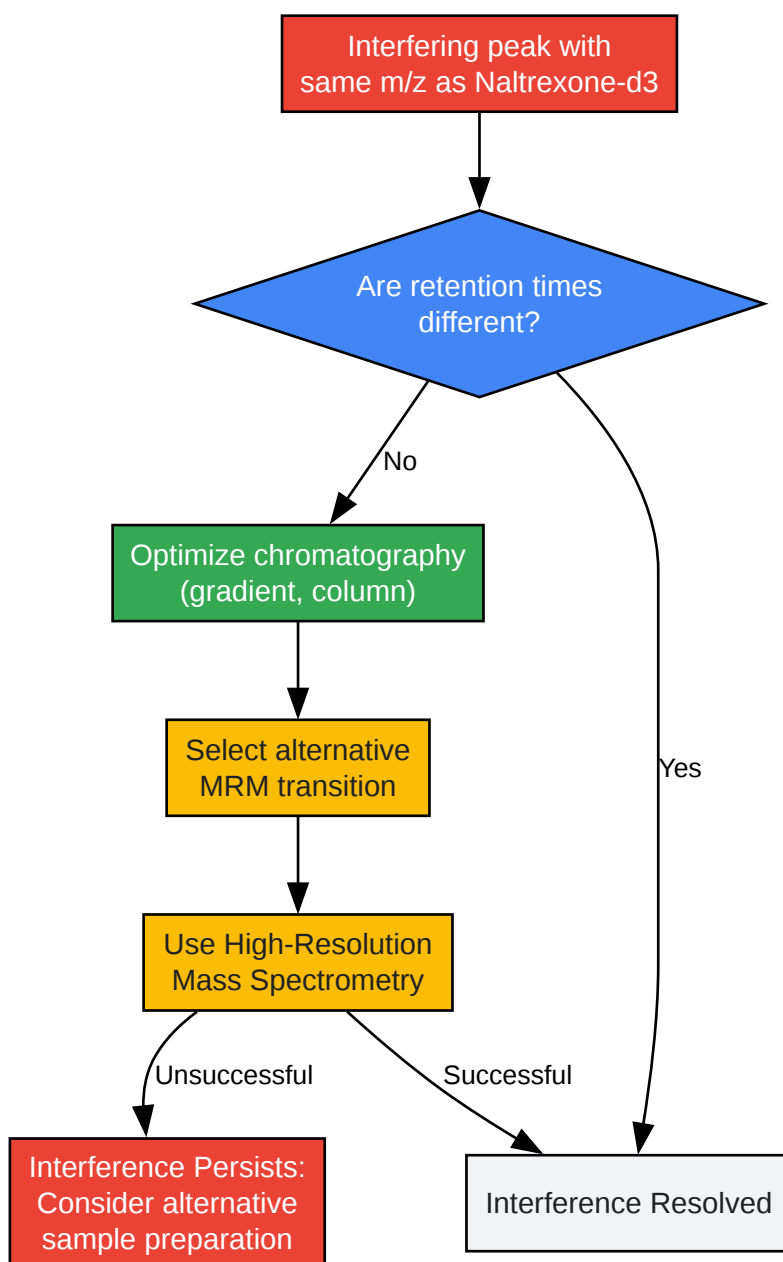 Interfering peak with
same m/z as Naltrexone-d3
Are retention times
different?
No
Optimize chromatography
(gradient, column)
Select alternative
MRM transition
Yes
Use High-Resolution
Mass Spectrometry
Unsuccessful
Successful
Interference Persists:
Consider alternative
sample preparation
Interference Resolved